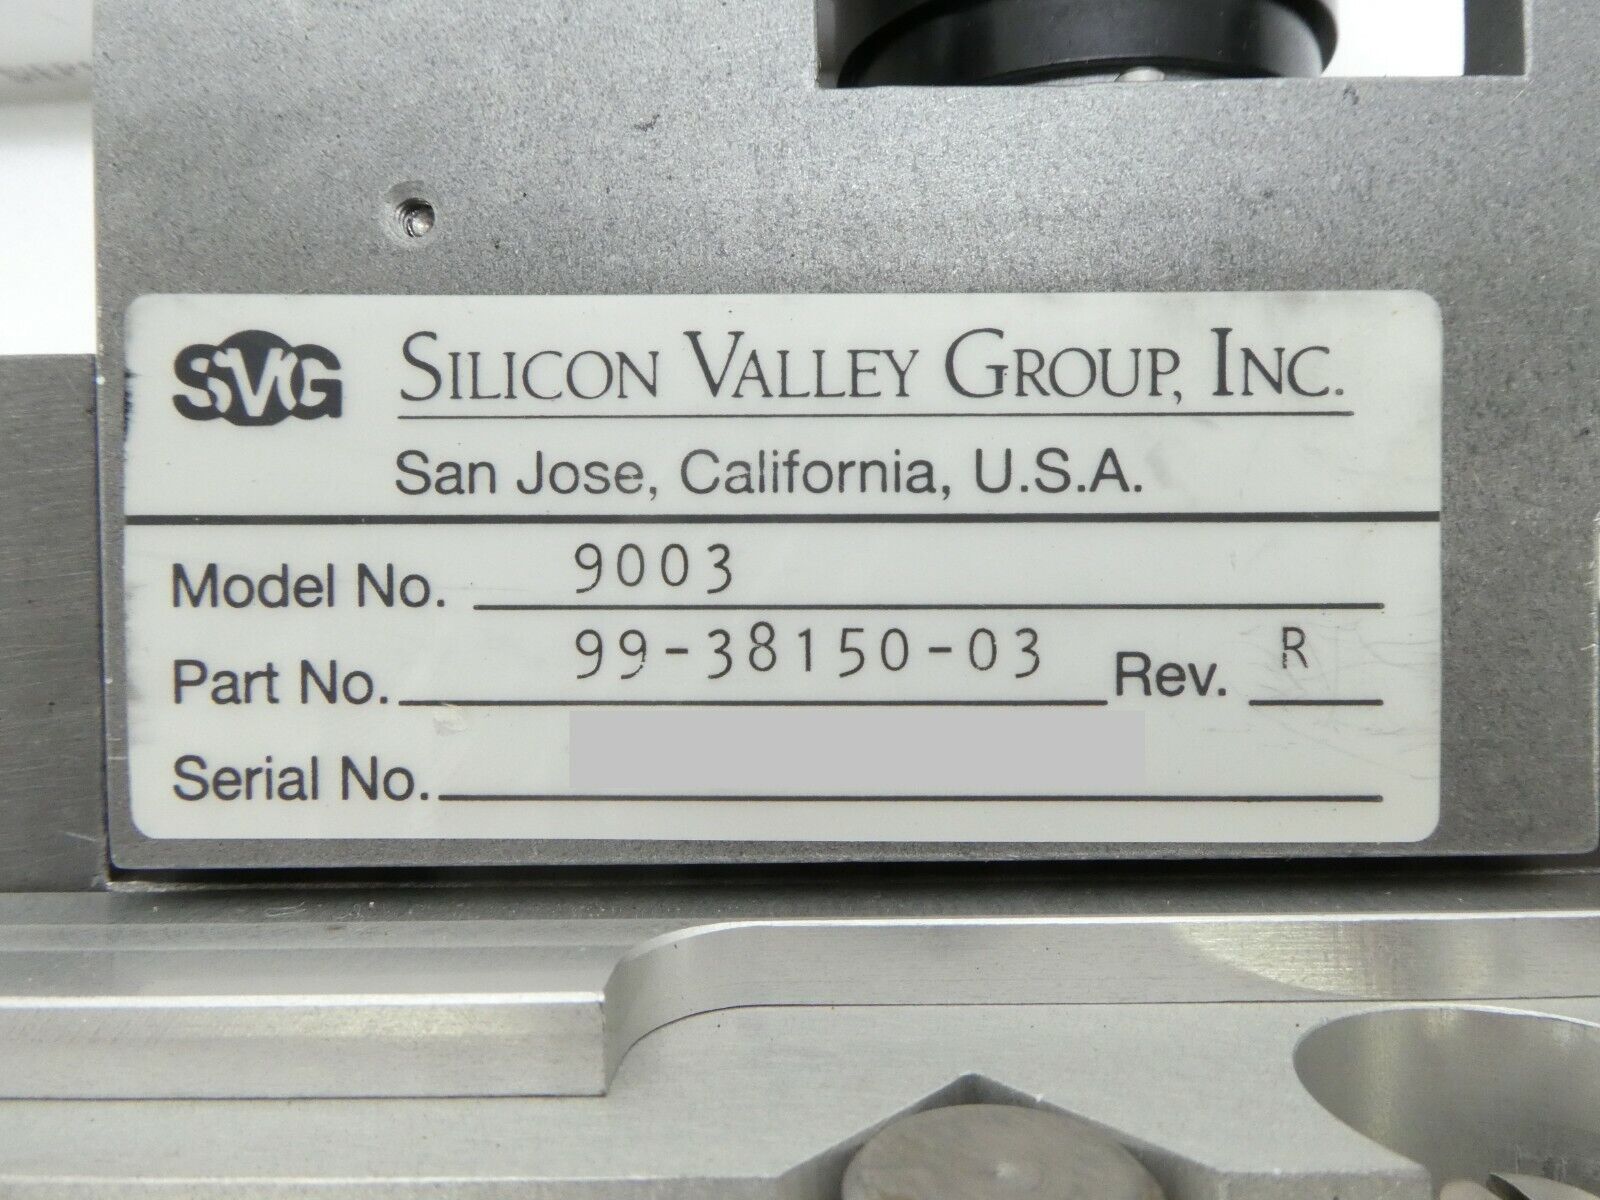 SVG SILICON VALLEY GROUP, INC.
San Jose, California, U.S.A.
Model No. 9003
Part No. 99-38150-03 Rev. R
Serial No.